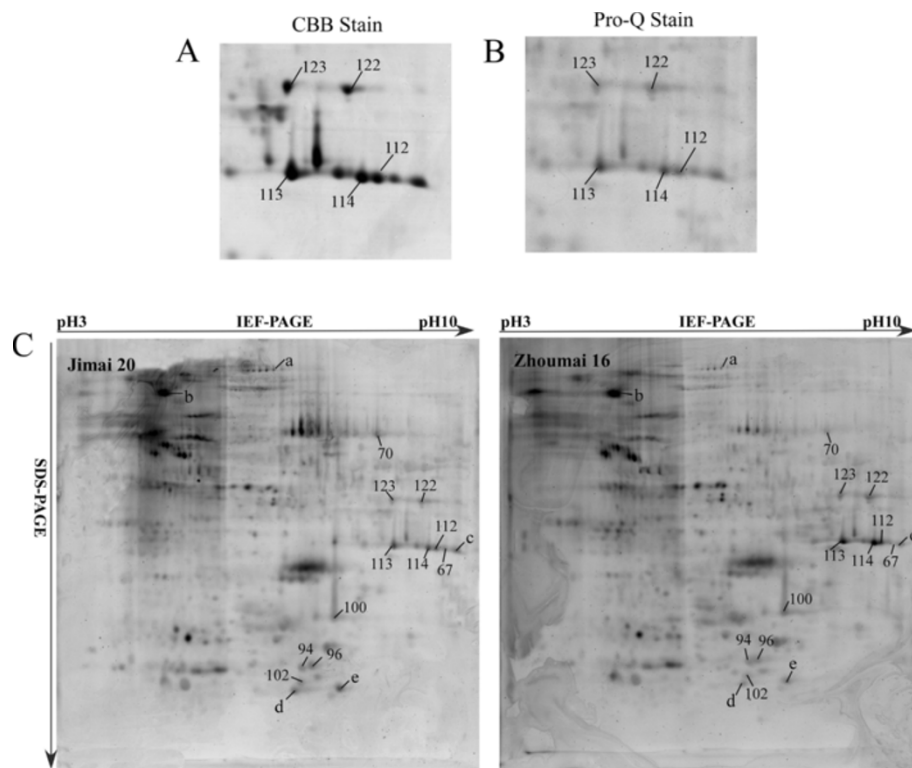 CBB Stain
Pro-Q Stain
A
B
123
122
123
122
112
112
113
114
113
114
pH3
IEF-PAGE
pH10
pH3
IEF-PAGE
pH10
C
SDS-PAGE
Jimai 20
a
b
70
123
122
112
c
113
114
67
100
94
96
102
e
d
Zhoumai 16
a
b
70
123
122
112
c
113
114
67
100
94
96
e
d
102